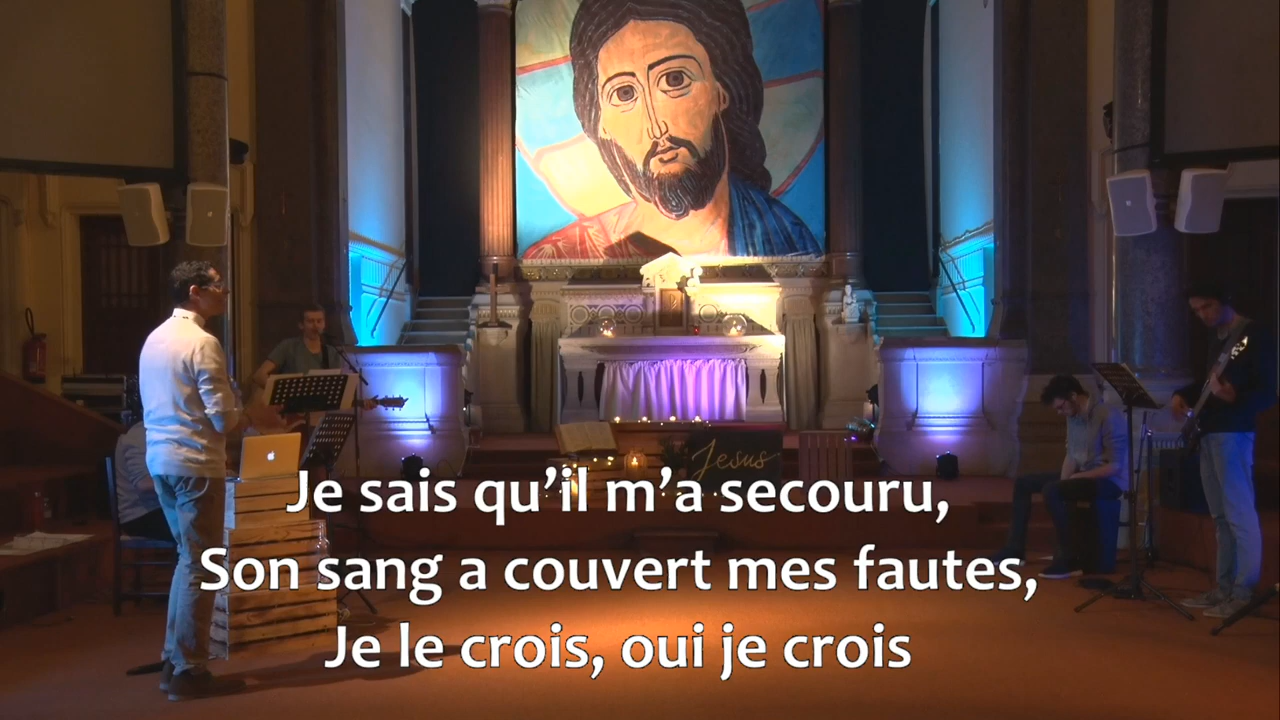 Jesus
Je sais qu’il m’a secouru,
Son sang a couvert mes fautes,
Je le crois, oui je crois